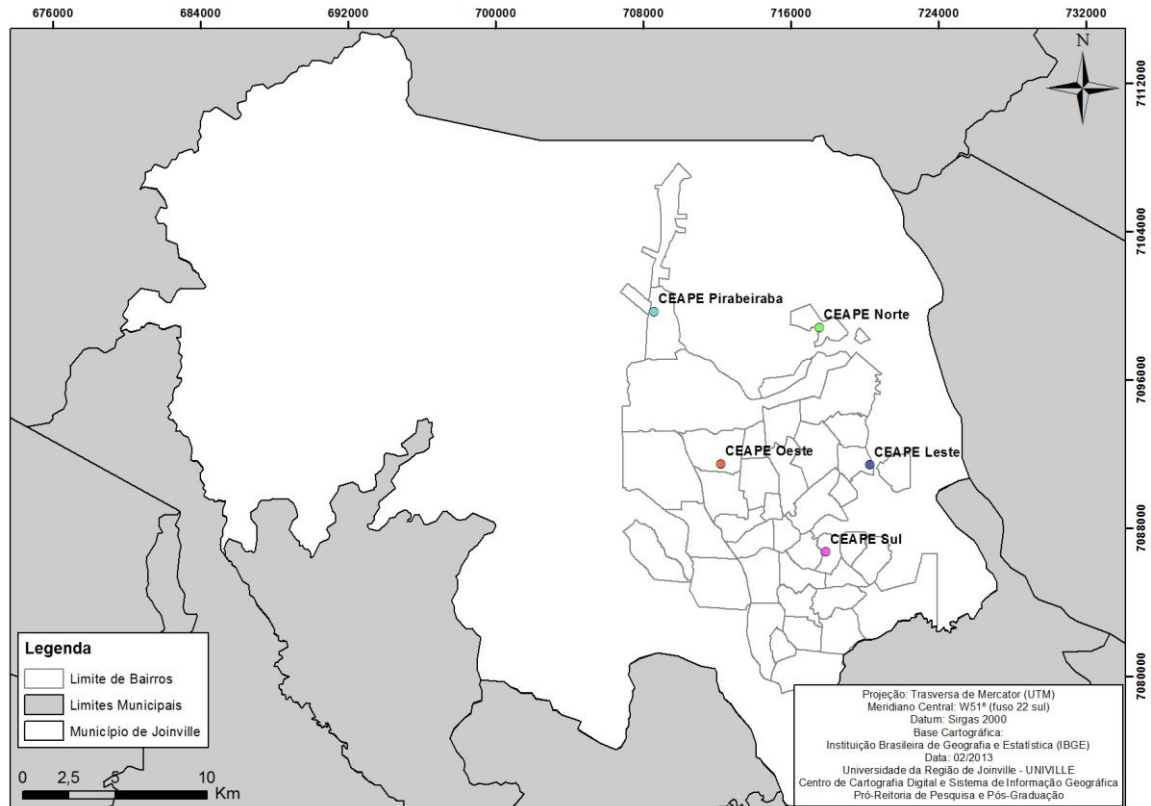 676000 684000 692000 700000 708000 716000 724000 732000
N
7112000
7104000
CEAPE Pirabeiraba
CEAPE Norte
7096000
CEAPE Oeste
CEAPE Leste
7088000
CEAPE Sul
7080000
Legenda
Limite de Bairros
Limites Municipais
Município de Joinville
0 2,5 5 10
Km
Projeção: Trasversa de Mercator (UTM)
Meridiano Central: W51° (fuso 22 sul)
Datum: Sirgas 2000
Base Cartográfica:
Instituição Brasileira de Geografia e Estatística (IBGE)
Data: 02/2013
Universidade da Região de Joinville - UNIVILLE
Centro de Cartografia Digital e Sistema de Informação Geográfica
Pró-Reitoria de Pesquisa e Pós-Graduação